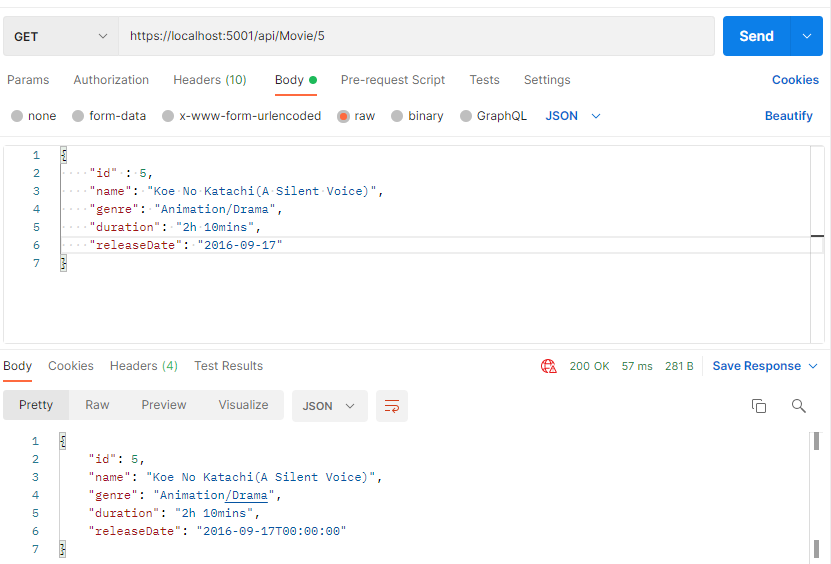 GET https://localhost:5001/api/Movie/5 Send
Params Authorization Headers (10) Body Pre-request Script Tests Settings Cookies
none form-data x-www-form-urlencoded raw binary GraphQL JSON Beautify
1 {
2 "id" : 5,
3 "name": "Koe No Katachi(A Silent Voice)",
4 "genre": "Animation/Drama",
5 "duration": "2h 10mins",
6 "releaseDate": "2016-09-17"
7 }
Body Cookies Headers (4) Test Results 200 OK 57 ms 281 B Save Response
Pretty Raw Preview Visualize JSON
1 {
2 "id": 5,
3 "name": "Koe No Katachi(A Silent Voice)",
4 "genre": "Animation/Drama",
5 "duration": "2h 10mins",
6 "releaseDate": "2016-09-17T00:00:00"
7 }